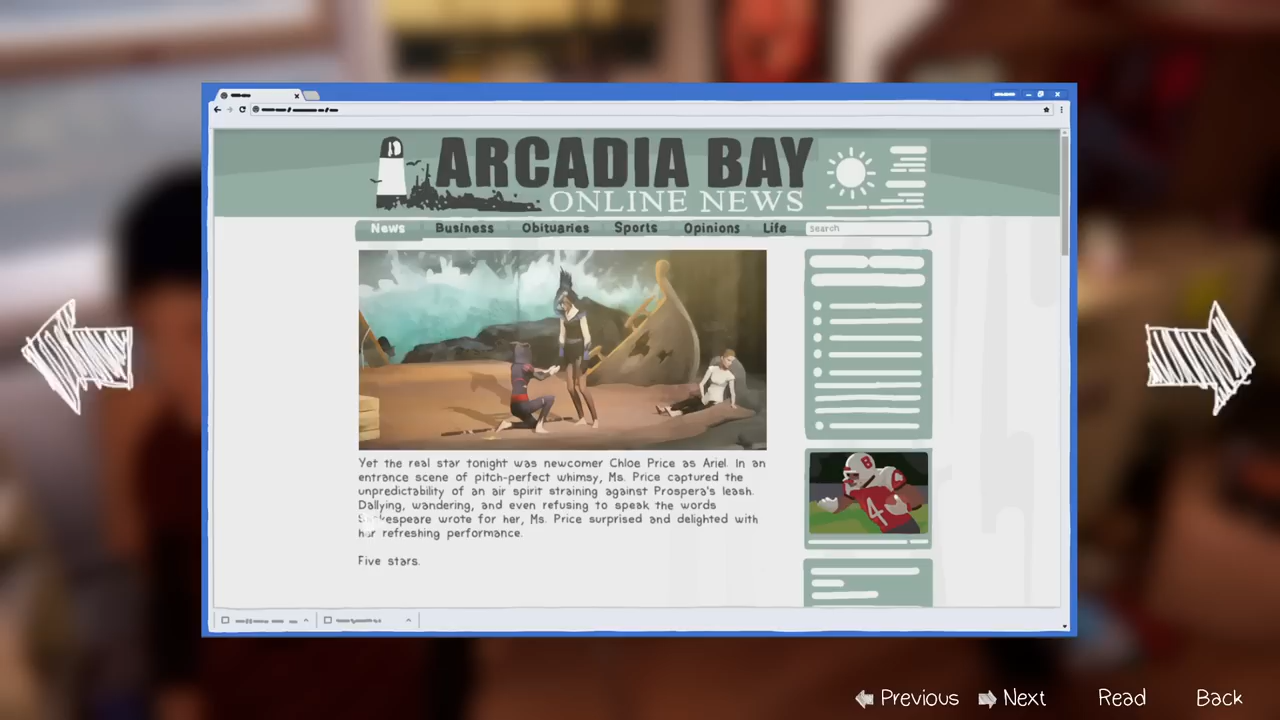 ARCADIA BAY
ONLINE NEWS
News Business Obituaries Sports Opinions Life search
Yet the real star tonight was newcomer Chloe Price as Ariel. In an
entrance scene of pitch-perfect whimsy, Ms. Price captured the
unpredictability of an air spirit straining against Prospera's leash.
Dallying, wandering, and even refusing to speak the words
Shakespeare wrote for her, Ms. Price surprised and delighted with
her refreshing performance.
Five stars.
B
4
Previous Next Read Back